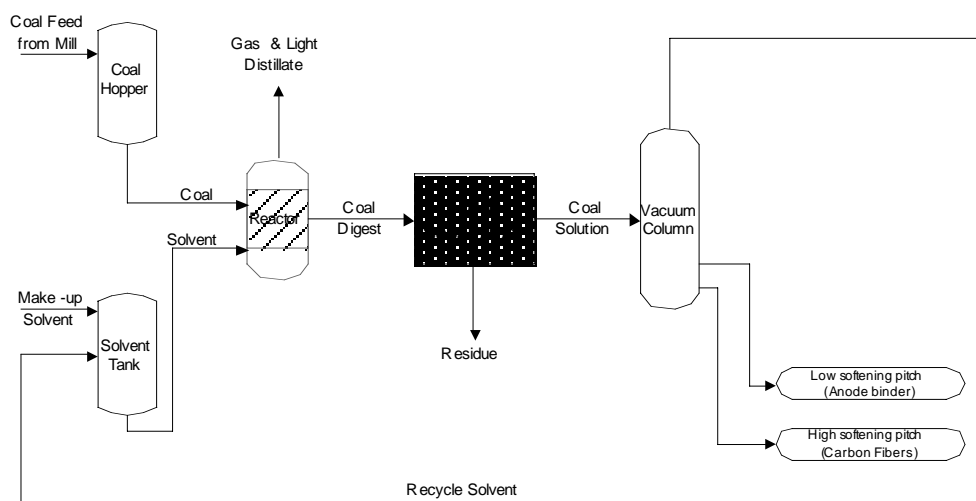 Coal Feed
from Mill
Coal
Hopper
Gas & Light
Distillate
Coal
Reactor
Solvent
Coal
Digest
Coal
Solution
Vacuum
Column
Make -up
Solvent
Solvent
Tank
Residue
Low softening pitch
(Anode binder)
High softening pitch
(Carbon Fibers)
Recycle Solvent